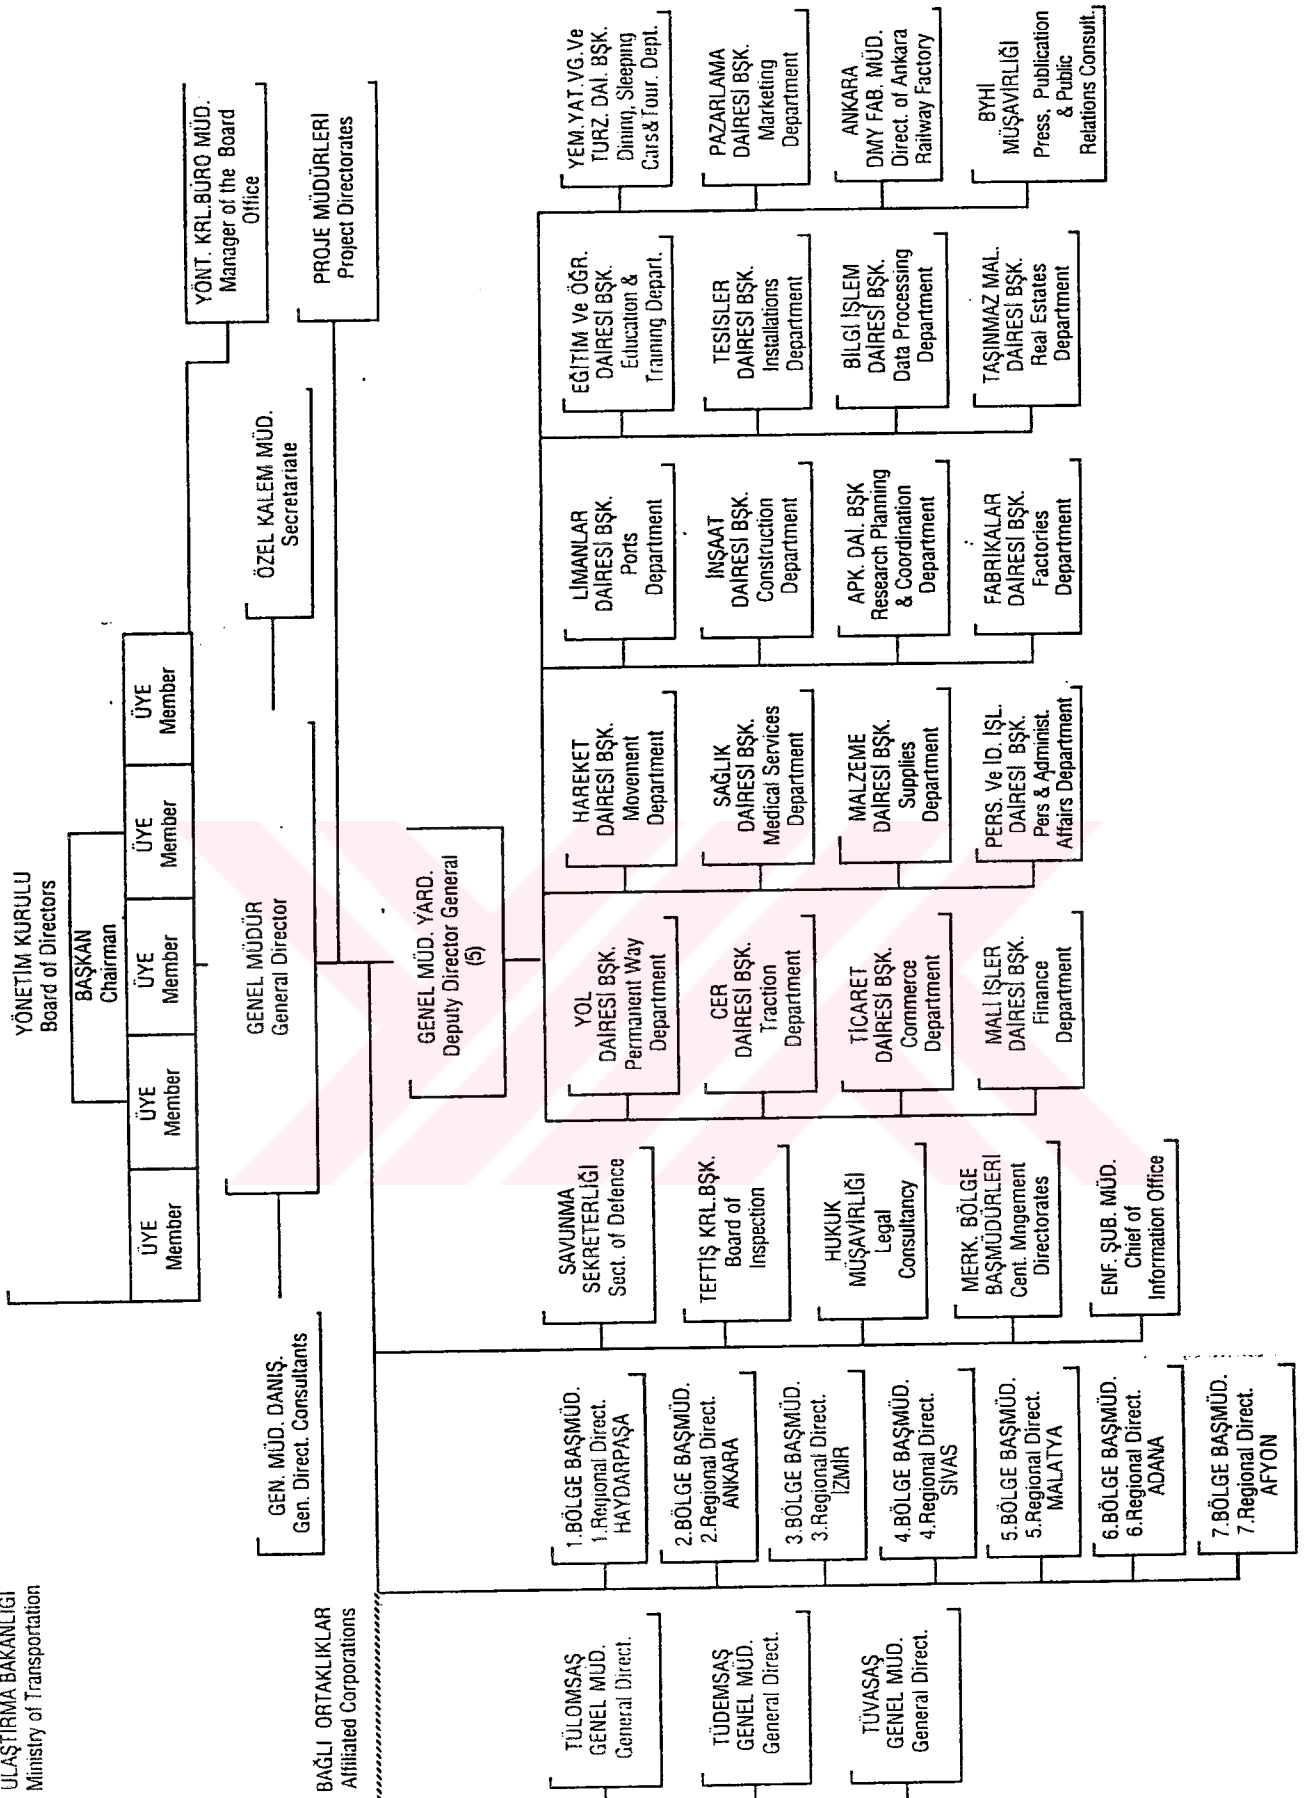 ULAŞTIRMA BAKANLIĞI
Ministry of Transportation
YÖNETİM KURULU
Board of Directors
BAŞKAN
Chairman
ÜYE
Member
ÜYE
Member
ÜYE
Member
ÜYE
Member
ÜYE
Member
YÖNT. KRL.BÜRO MÜD.
Manager of the Board
Office
GEN. MÜD. DANIŞ.
Gen. Direct. Consultants
GENEL MÜDÜR
General Director
ÖZEL KALEM MÜD.
Secretariate
PROJE MÜDÜRLERİ
Project Directorates
BAĞLI ORTAKLIKLAR
Affiliated Corporations
GENEL MÜD. YARD.
Deputy Director General
(5)
TÜLOMSAŞ
GENEL MÜD.
General Direct.
TÜDEMSAŞ
GENEL MÜD.
General Direct.
TÜVASAŞ
GENEL MÜD.
General Direct.
1.BÖLGE BAŞMÜD.
1.Regional Direct.
HAYDARPAŞA
2.BÖLGE BAŞMÜD.
2.Regional Direct.
ANKARA
3.BÖLGE BAŞMÜD.
3.Regional Direct.
İZMİR
4.BÖLGE BAŞMÜD.
4.Regional Direct.
SİVAS
5.BÖLGE BAŞMÜD.
5.Regional Direct.
MALATYA
6.BÖLGE BAŞMÜD.
6.Regional Direct.
ADANA
7.BÖLGE BAŞMÜD.
7.Regional Direct.
AFYON
SAVUNMA
SEKRETERLİĞİ
Sect. of Defence
TEFTİŞ KRL.BŞK.
Board of
Inspection
HUKUK
MÜŞAVİRLİĞİ
Legal
Consultancy
MERK. BÖLGE
BAŞMÜDÜRLERİ
Cent. Mngement
Directorates
ENF. ŞUB. MÜD.
Chief of
Information Office
YOL
DAİRESİ BŞK.
Permanent Way
Department
CER
DAİRESİ BŞK.
Traction
Department
TİCARET
DAİRESİ BŞK.
Commerce
Department
MALİ İŞLER
DAİRESİ BŞK.
Finance
Department
HAREKET
DAİRESİ BŞK.
Movement
Department
SAĞLIK
DAİRESİ BŞK.
Medical Services
Department
MALZEME
DAİRESİ BŞK.
Supplies
Department
PERS. Ve İD. İŞL.
DAİRESİ BŞK.
Pers & Administ.
Affairs Department
LİMANLAR
DAİRESİ BŞK.
Ports
Department
İNŞAAT
DAİRESİ BŞK.
Construction
Department
APK. DAİ. BŞK
Research Planning
& Coordination
Department
FABRİKALAR
DAİRESİ BŞK.
Factories
Department
EĞİTİM Ve ÖĞR.
DAİRESİ BŞK.
Education &
Training Depart.
TESİSLER
DAİRESİ BŞK.
Installations
Department
BİLGİ İŞLEM
DAİRESİ BŞK.
Data Processing
Department
TAŞINMAZ MAL.
DAİRESİ BŞK.
Real Estates
Department
YEM.YAT.VG.Ve
TURZ. DAİ. BŞK.
Dining, Sleeping
Cars& Tour. Dept.
PAZARLAMA
DAİRESİ BŞK.
Marketing
Department
ANKARA
DMY FAB. MÜD.
Direct. of Ankara
Railway Factory
BYHİ
MÜŞAVİRLİĞİ
Press, Publication
& Public
Relations Consult.